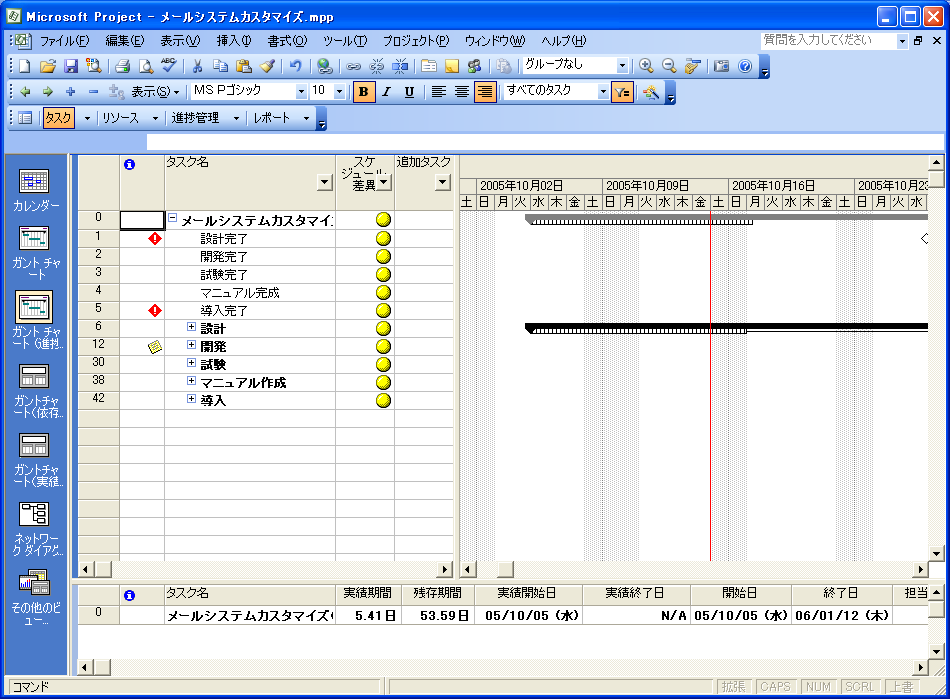 Microsoft Project - メールシステムカスタマイズ.mpp
ファイル(F) 編集(E) 表示(V) 挿入(I) 書式(O) ツール(T) プロジェクト(P) ウィンドウ(W) ヘルプ(H) 質問を入力してください
グループなし
表示(S) MS Pゴシック 10 B I U すべてのタスク
タスク リソース 進捗管理 レポート
カレンダー
ガント チャート
ガント チャート (進捗...
ガントチャート(依存...
ガントチャート(実績...
ネットワーク ダイアグ...
その他のビュー...
タスク名 スケジュール差異 追加タスク
2005年10月02日 2005年10月09日 2005年10月16日 2005年10月23
土 日 月 火 水 木 金 土 日 月 火 水 木 金 土 日 月 火 水 木 金 土 日 月 火 水
0 メールシステムカスタマイ.
1 設計完了
2 開発完了
3 試験完了
4 マニュアル完成
5 導入完了
6 設計
12 開発
30 試験
38 マニュアル作成
42 導入
タスク名 実績期間 残存期間 実績開始日 実績終了日 開始日 終了日 担当
0 メールシステムカスタマイズ 5.41日 53.59日 05/10/05 (水) N/A 05/10/05 (水) 06/01/12 (木)
コマンド 拡張 CAPS NUM SCRL 上書